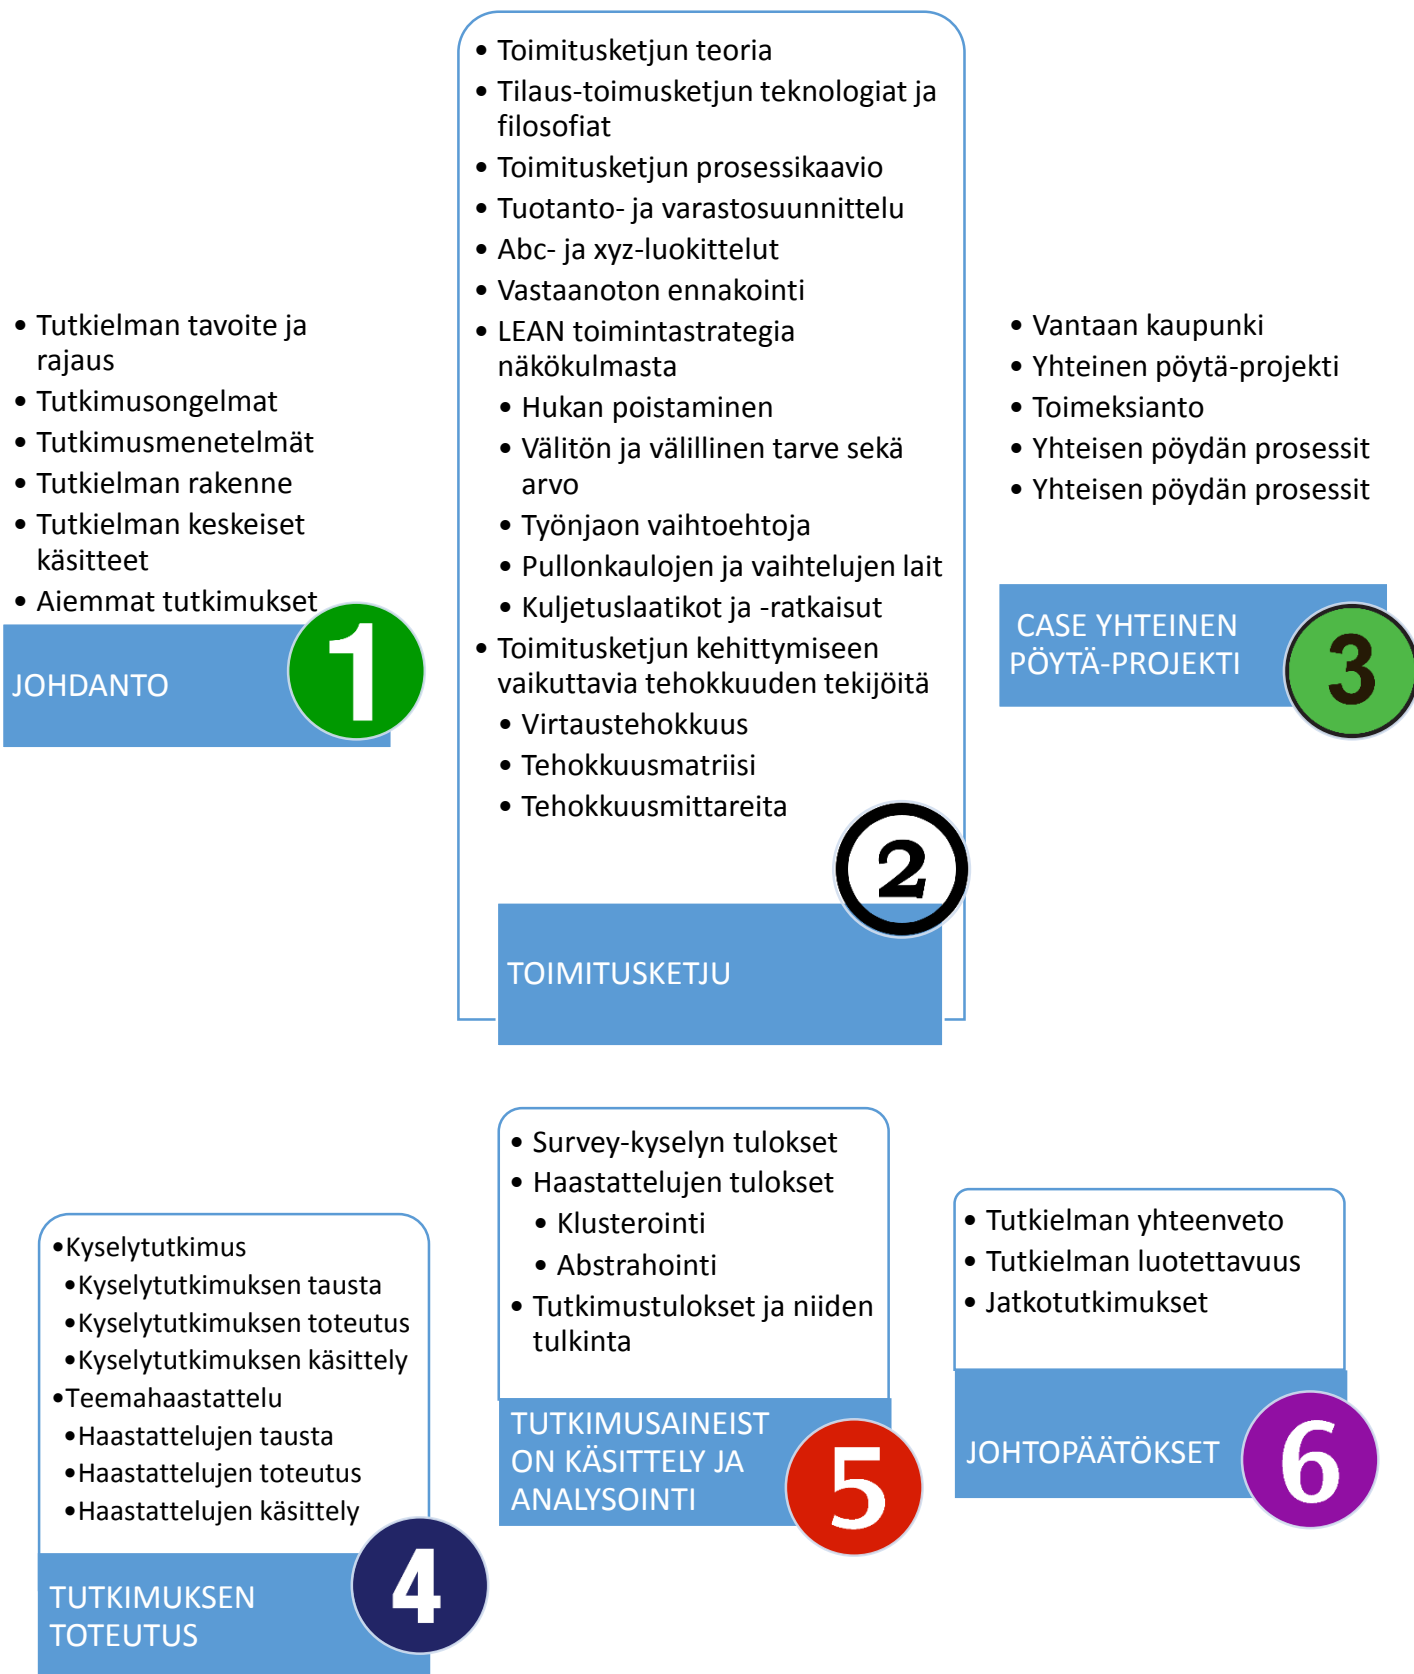 • Tutkielman tavoite ja
rajaus
• Tutkimusongelmat
• Tutkimusmenetelmät
• Tutkielman rakenne
• Tutkielman keskeiset
käsitteet
• Aiemmat tutkimukset
JOHDANTO
1
• Toimitusketjun teoria
• Tilaus-toimusketjun teknologiat ja
filosofiat
• Toimitusketjun prosessikaavio
• Tuotanto- ja varastosuunnittelu
• Abc- ja xyz-luokittelut
• Vastaanoton ennakointi
• LEAN toimintastrategia
näkökulmasta
• Hukan poistaminen
• Välitön ja välillinen tarve sekä
arvo
• Työnjaon vaihtoehtoja
• Pullonkaulojen ja vaihtelujen lait
• Kuljetuslaatikot ja -ratkaisut
• Toimitusketjun kehittymiseen
vaikuttavia tehokkuuden tekijöitä
• Virtaustehokkuus
• Tehokkuusmatriisi
• Tehokkuusmittareita
2
TOIMITUSKETJU
• Vantaan kaupunki
• Yhteinen pöytä-projekti
• Toimeksianto
• Yhteisen pöydän prosessit
• Yhteisen pöydän prosessit
CASE YHTEINEN
PÖYTÄ-PROJEKTI
3
•Kyselytutkimus
•Kyselytutkimuksen tausta
•Kyselytutkimuksen toteutus
•Kyselytutkimuksen käsittely
•Teemahaastattelu
•Haastattelujen tausta
•Haastattelujen toteutus
•Haastattelujen käsittely
TUTKIMUKSEN
TOTEUTUS
4
• Survey-kyselyn tulokset
• Haastattelujen tulokset
• Klusterointi
• Abstrahointi
• Tutkimustulokset ja niiden
tulkinta
TUTKIMUSAINEIST
ON KÄSITTELY JA
ANALYSOINTI
5
• Tutkielman yhteenveto
• Tutkielman luotettavuus
• Jatkotutkimukset
JOHTOPÄÄTÖKSET
6